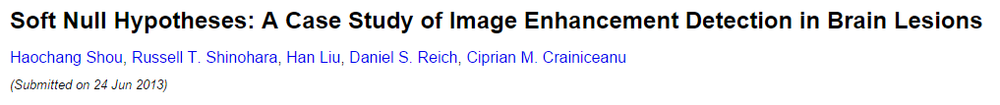 Soft Null Hypotheses: A Case Study of Image Enhancement Detection in Brain Lesions
Haochang Shou, Russell T. Shinohara, Han Liu, Daniel S. Reich, Ciprian M. Crainiceanu
(Submitted on 24 Jun 2013)